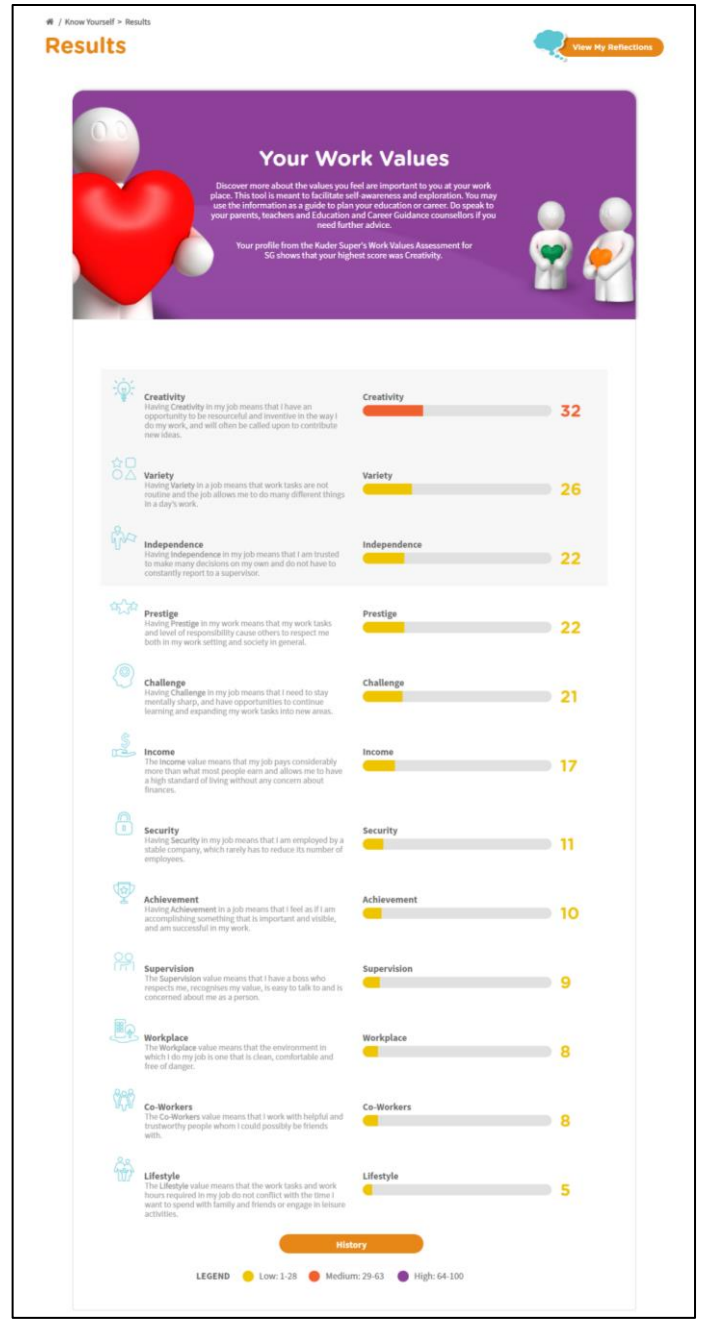 / Know Yourself > Results
Results
View My Reflections
Your Work Values
Discover more about the values you feel are important to you at your work
place. This tool is meant to facilitate self-awareness and exploration. You may
use the information as a guide to plan your education or career. Do speak to
your parents, teachers and Education and Career Guidance counsellors if you
need further advice.
Your profile from the Kuder Super's Work Values Assessment for
SG shows that your highest score was Creativity.
Creativity
Having Creativity in my job means that I have an
opportunity to be resourceful and inventive in the way I
do my work, and will often be called upon to contribute
new ideas.
Creativity
32
Variety
Having Variety in a job means that work tasks are not
routine and the job allows me to do many different things
in a day's work.
Variety
26
Independence
Having Independence in my job means that I am trusted
to make many decisions on my own and do not have to
constantly report to a supervisor.
Independence
22
Prestige
Having Prestige in my work means that my work tasks
and level of responsibility cause others to respect me
both in my work setting and society in general.
Prestige
22
Challenge
Having Challenge in my job means that I need to stay
mentally sharp, and have opportunities to continue
learning and expanding my work tasks into new areas.
Challenge
21
Income
The Income value means that my job pays considerably
more than what most people earn and allows me to have
a high standard of living without any concern about
finances.
Income
17
Security
Having Security in my job means that I am employed by a
stable company, which rarely has to reduce its number of
employees.
Security
11
Achievement
Having Achievement in a job means that I feel as if I am
accomplishing something that is important and visible,
and am successful in my work.
Achievement
10
Supervision
The Supervision value means that I have a boss who
respects me, recognises my value, is easy to talk to and is
concerned about me as a person.
Supervision
9
Workplace
The Workplace value means that the environment in
which I do my job is one that is clean, comfortable and
free of danger.
Workplace
8
Co-Workers
The Co-Workers value means that I work with helpful and
trustworthy people whom I could possibly be friends
with.
Co-Workers
8
Lifestyle
The Lifestyle value means that the work tasks and work
hours required in my job do not conflict with the time I
want to spend with family and friends or engage in leisure
activities.
Lifestyle
5
History
LEGEND Low: 1-28 Medium: 29-63 High: 64-100